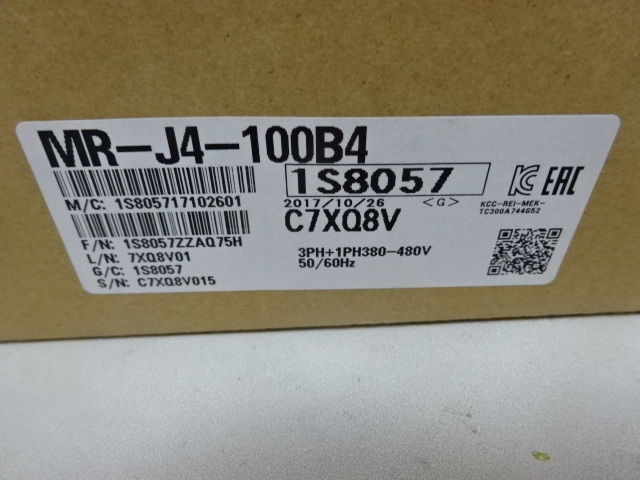 MR-J4-100B4
1S8057
M/C: 1S805717102601
2017/10/26 <G>
C7XQ8V
F/N: 1S8057ZZAQ75H
L/N: 7XQ8V01
G/C: 1S8057
S/N: C7XQ8V015
3PH+1PH380-480V
50/60Hz
EAC
KCC-REI-MEK-
TC300A744G52